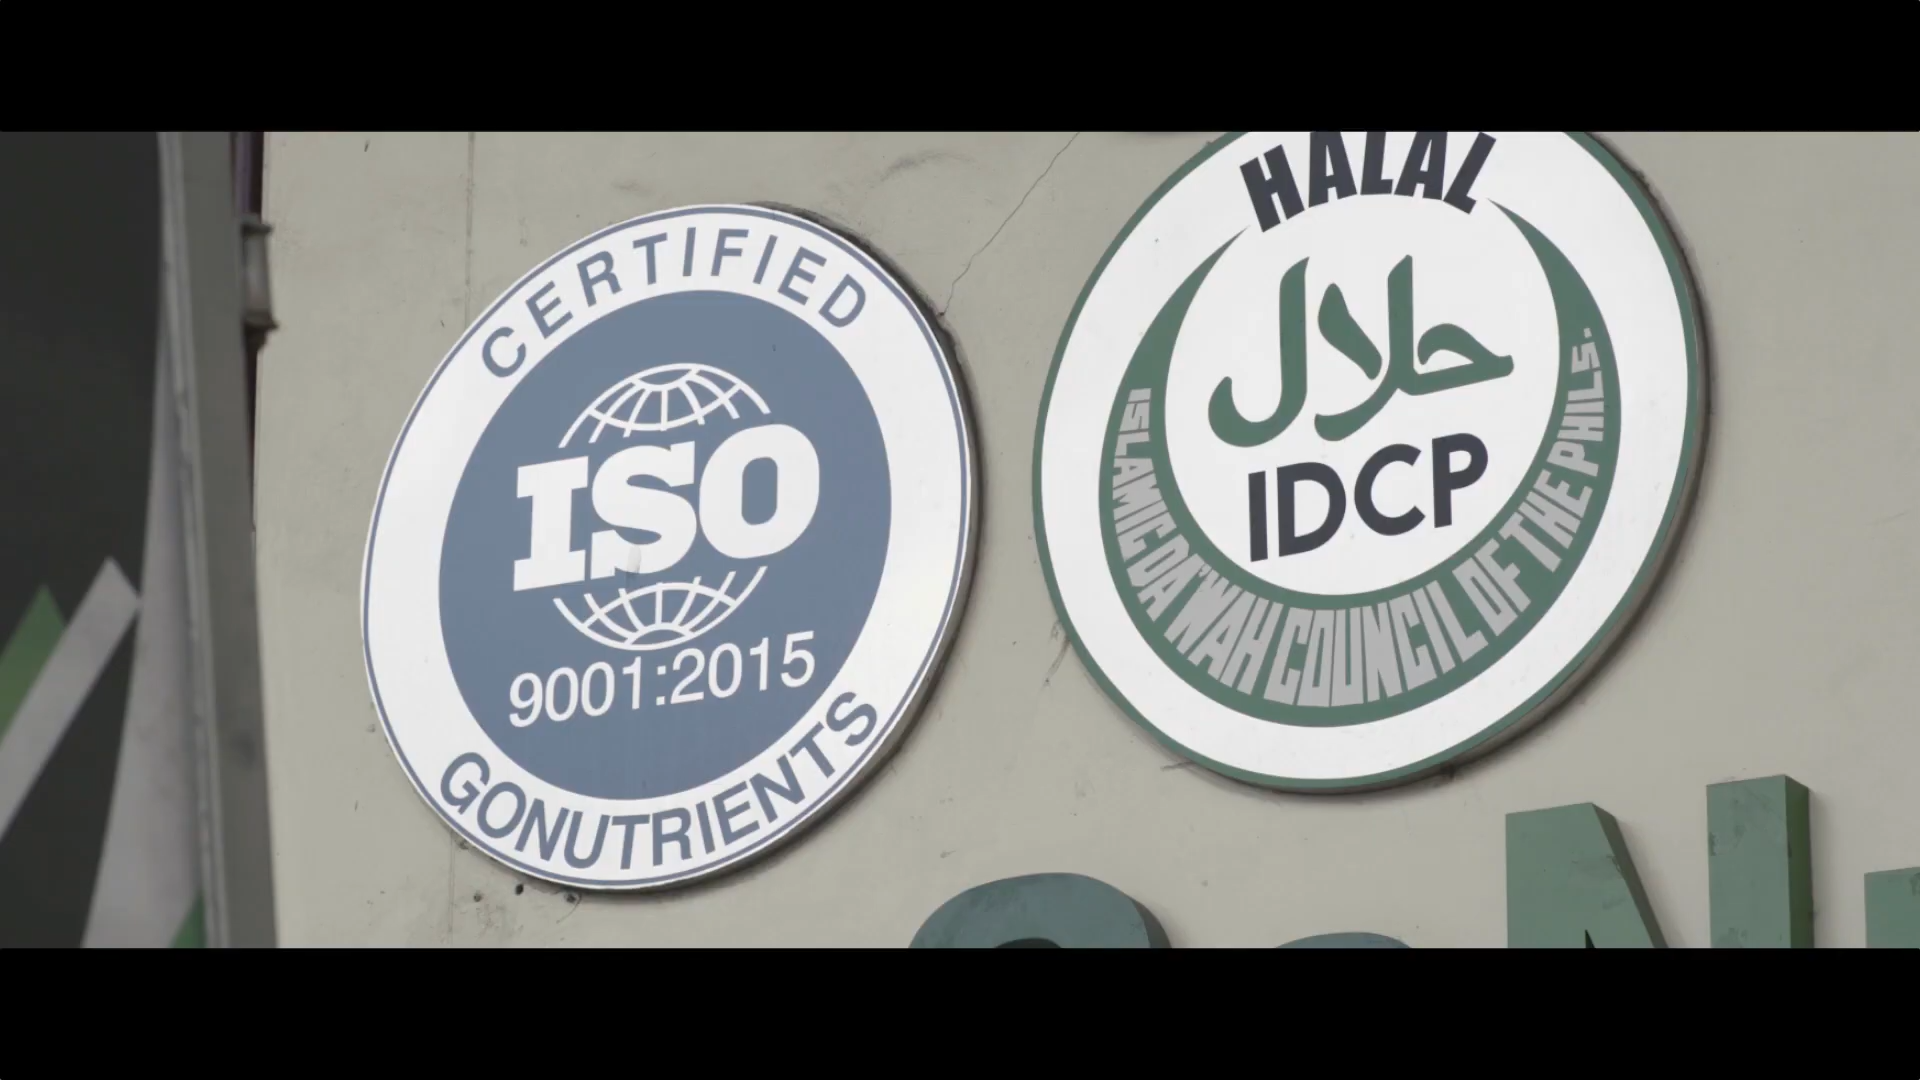 CERTIFIED
ISO
9001:2015
GONUTRIENTS
HALAL
حلال
IDCP
ISLAMIC DA'WAH COUNCIL OF THE PHILS.